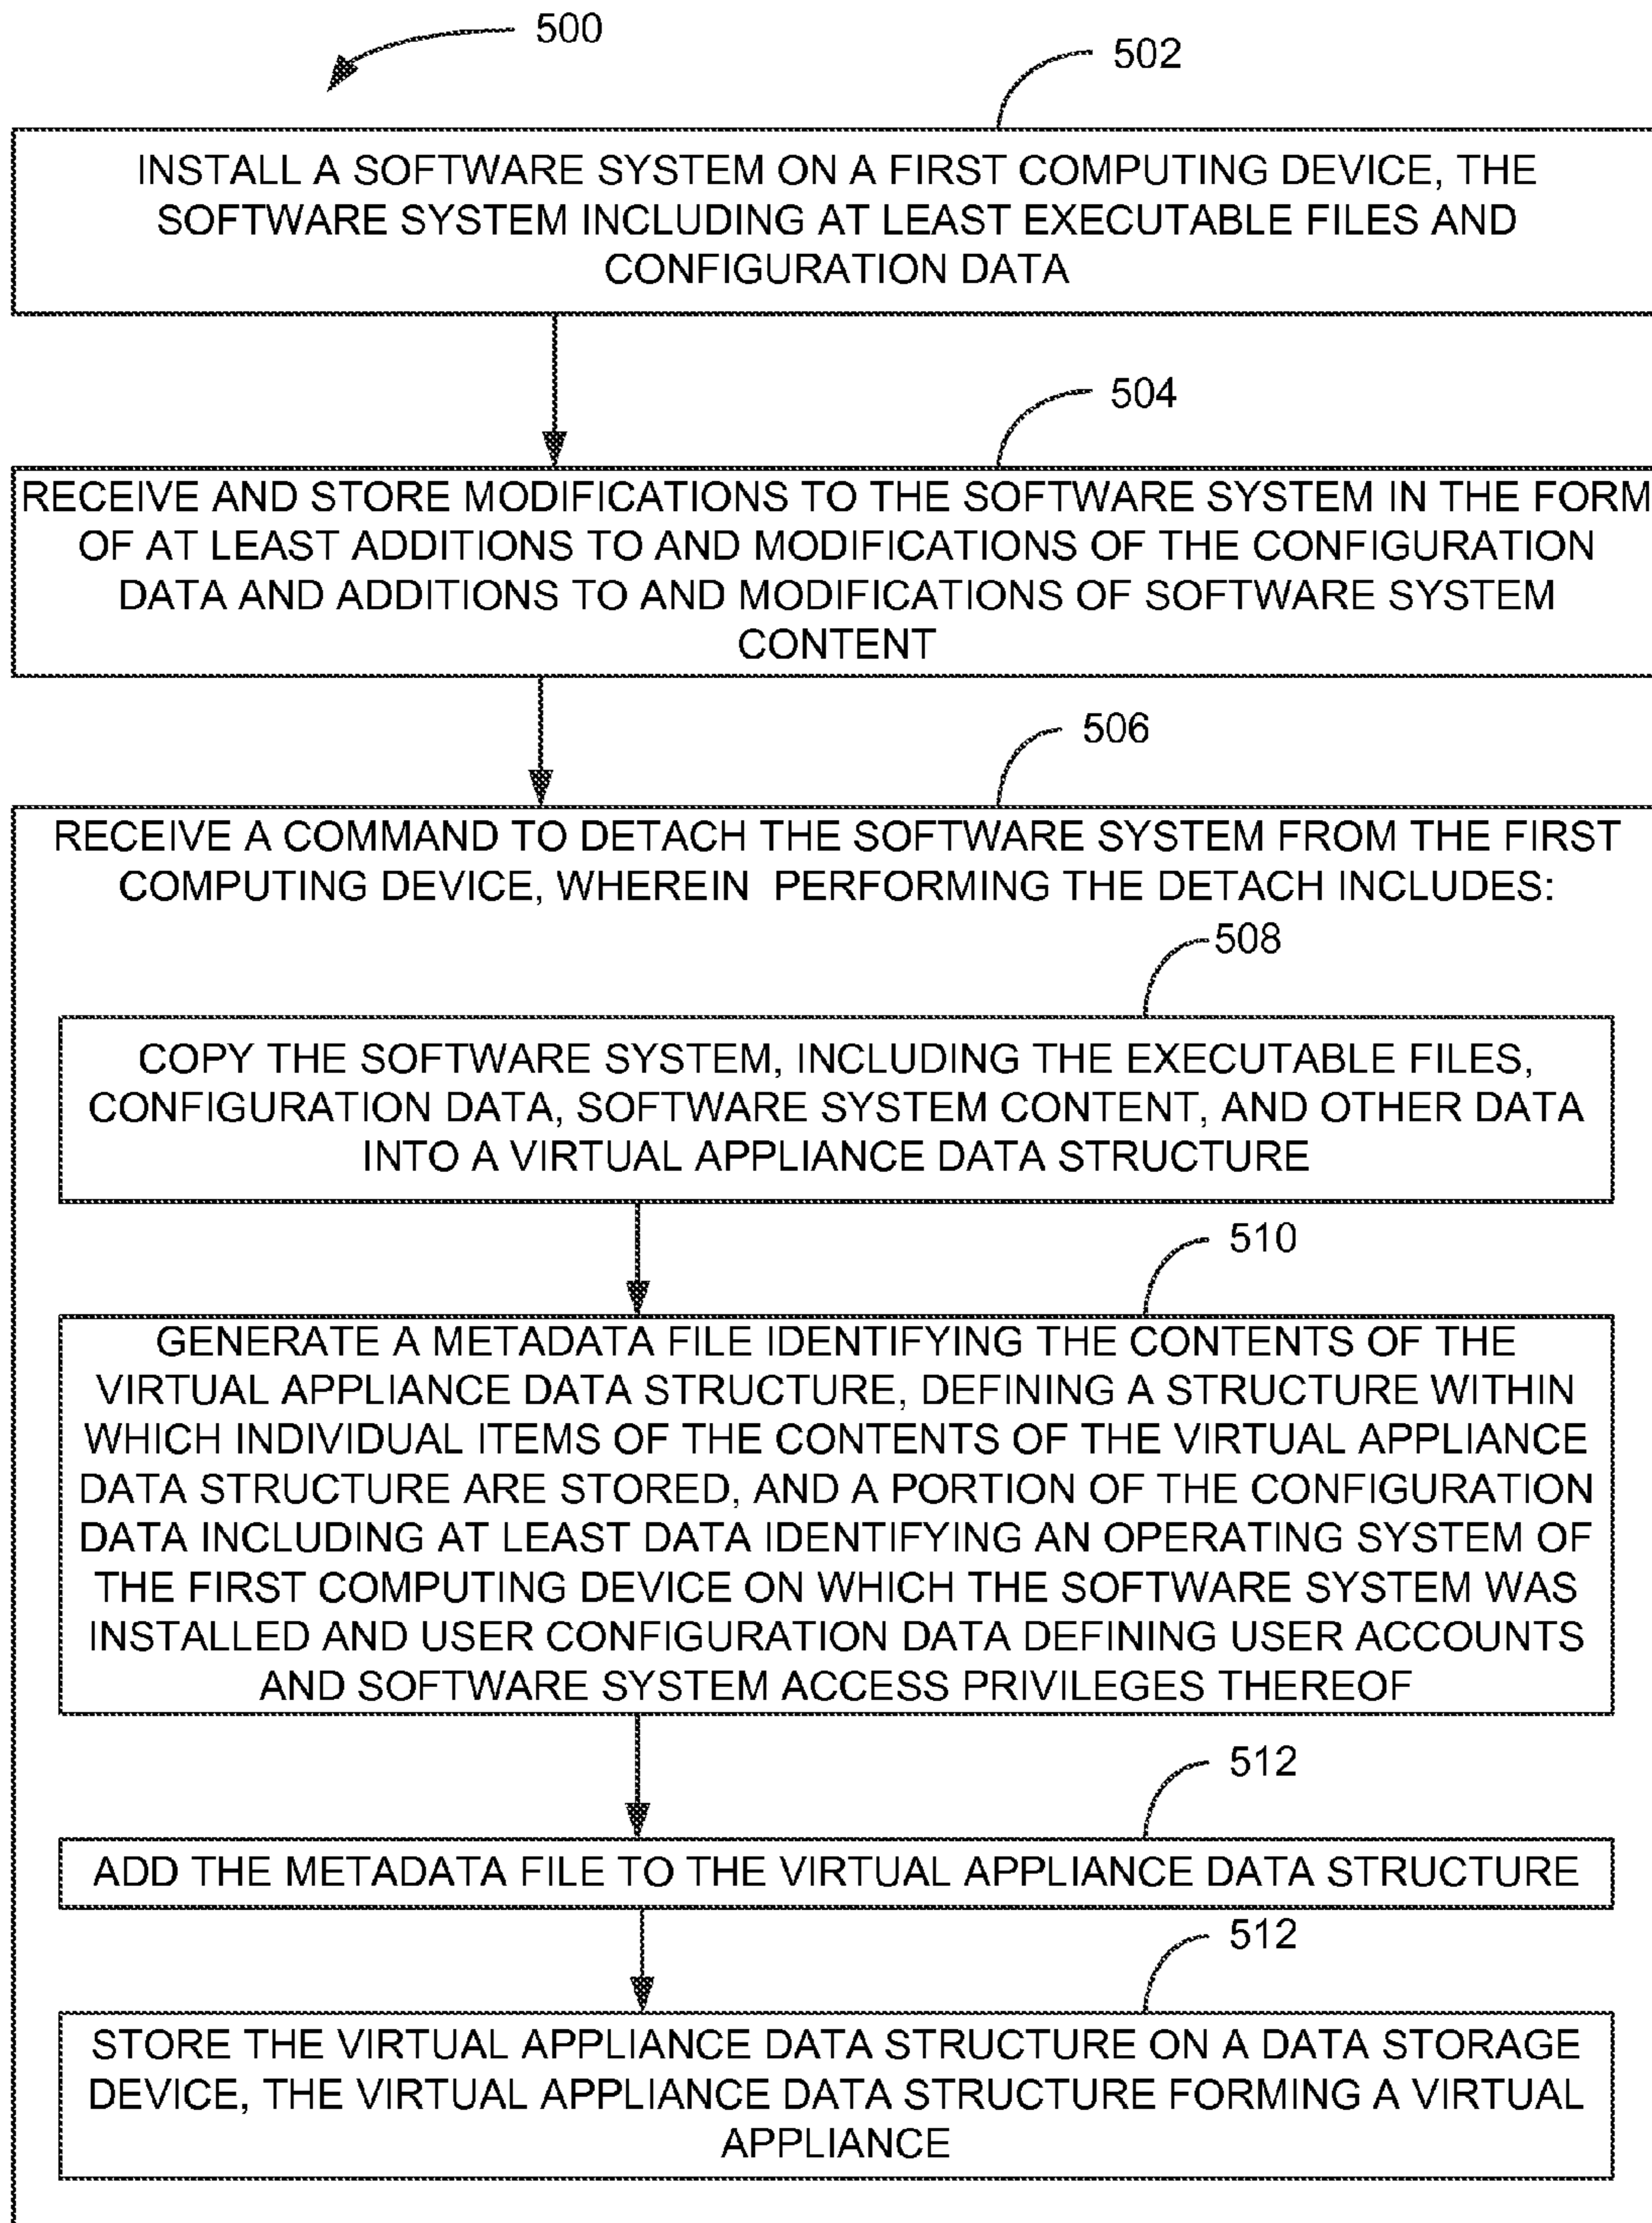 500
502
INSTALL A SOFTWARE SYSTEM ON A FIRST COMPUTING DEVICE, THE
SOFTWARE SYSTEM INCLUDING AT LEAST EXECUTABLE FILES AND
CONFIGURATION DATA
504
RECEIVE AND STORE MODIFICATIONS TO THE SOFTWARE SYSTEM IN THE FORM
OF AT LEAST ADDITIONS TO AND MODIFICATIONS OF THE CONFIGURATION
DATA AND ADDITIONS TO AND MODIFICATIONS OF SOFTWARE SYSTEM
CONTENT
506
RECEIVE A COMMAND TO DETACH THE SOFTWARE SYSTEM FROM THE FIRST
COMPUTING DEVICE, WHEREIN PERFORMING THE DETACH INCLUDES:
508
COPY THE SOFTWARE SYSTEM, INCLUDING THE EXECUTABLE FILES,
CONFIGURATION DATA, SOFTWARE SYSTEM CONTENT, AND OTHER DATA
INTO A VIRTUAL APPLIANCE DATA STRUCTURE
510
GENERATE A METADATA FILE IDENTIFYING THE CONTENTS OF THE
VIRTUAL APPLIANCE DATA STRUCTURE, DEFINING A STRUCTURE WITHIN
WHICH INDIVIDUAL ITEMS OF THE CONTENTS OF THE VIRTUAL APPLIANCE
DATA STRUCTURE ARE STORED, AND A PORTION OF THE CONFIGURATION
DATA INCLUDING AT LEAST DATA IDENTIFYING AN OPERATING SYSTEM OF
THE FIRST COMPUTING DEVICE ON WHICH THE SOFTWARE SYSTEM WAS
INSTALLED AND USER CONFIGURATION DATA DEFINING USER ACCOUNTS
AND SOFTWARE SYSTEM ACCESS PRIVILEGES THEREOF
512
ADD THE METADATA FILE TO THE VIRTUAL APPLIANCE DATA STRUCTURE
512
STORE THE VIRTUAL APPLIANCE DATA STRUCTURE ON A DATA STORAGE
DEVICE, THE VIRTUAL APPLIANCE DATA STRUCTURE FORMING A VIRTUAL
APPLIANCE